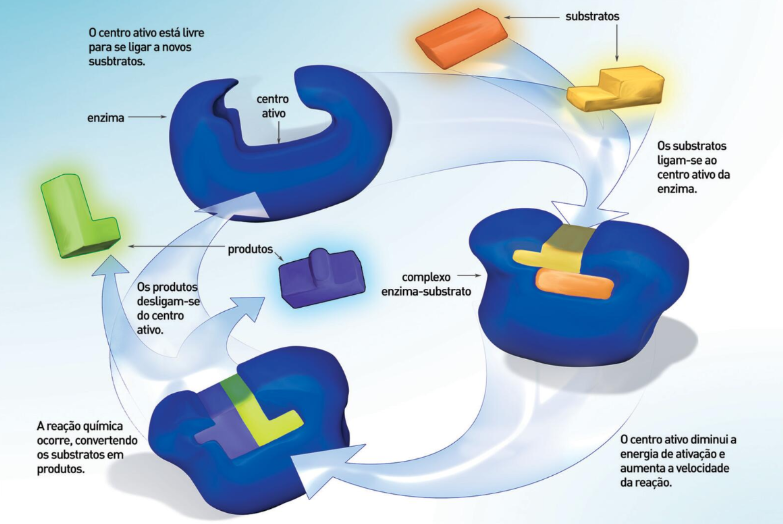 O centro ativo está livre
para se ligar a novos
susbtratos.
substratos
enzima
centro
ativo
Os substratos
ligam-se ao
centro ativo da
enzima.
produtos
complexo
enzima-substrato
Os produtos
desligam-se
do centro
ativo.
A reação química
ocorre, convertendo
os substratos em
produtos.
O centro ativo diminui a
energia de ativação e
aumenta a velocidade
da reação.